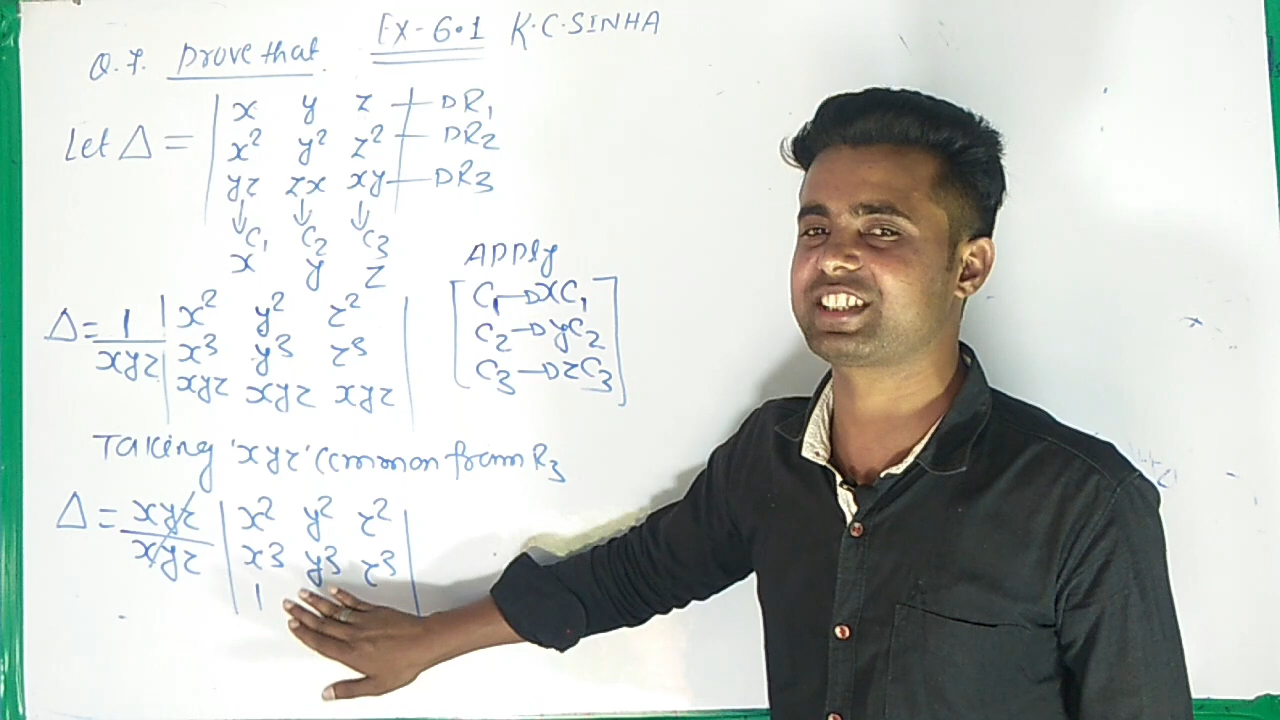 Ex-6.1 K.C.SINHA
Q.7. prove that
Let Δ = | x y z | → R₁
| x² y² z² | → R₂
| yz zx xy | → R₃
↓ ↓ ↓
C₁ C₂ C₃
x y z
APPly
Δ = 1/xyz | x² y² z² | [C₁→xC₁
| x³ y³ z³ | C₂→yC₂
| xyz xyz xyz | C₃→zC₃]
Taking 'xyz' common from R₃
Δ = xyz/xyz | x² y² z² |
| x³ y³ z³ |
| 1